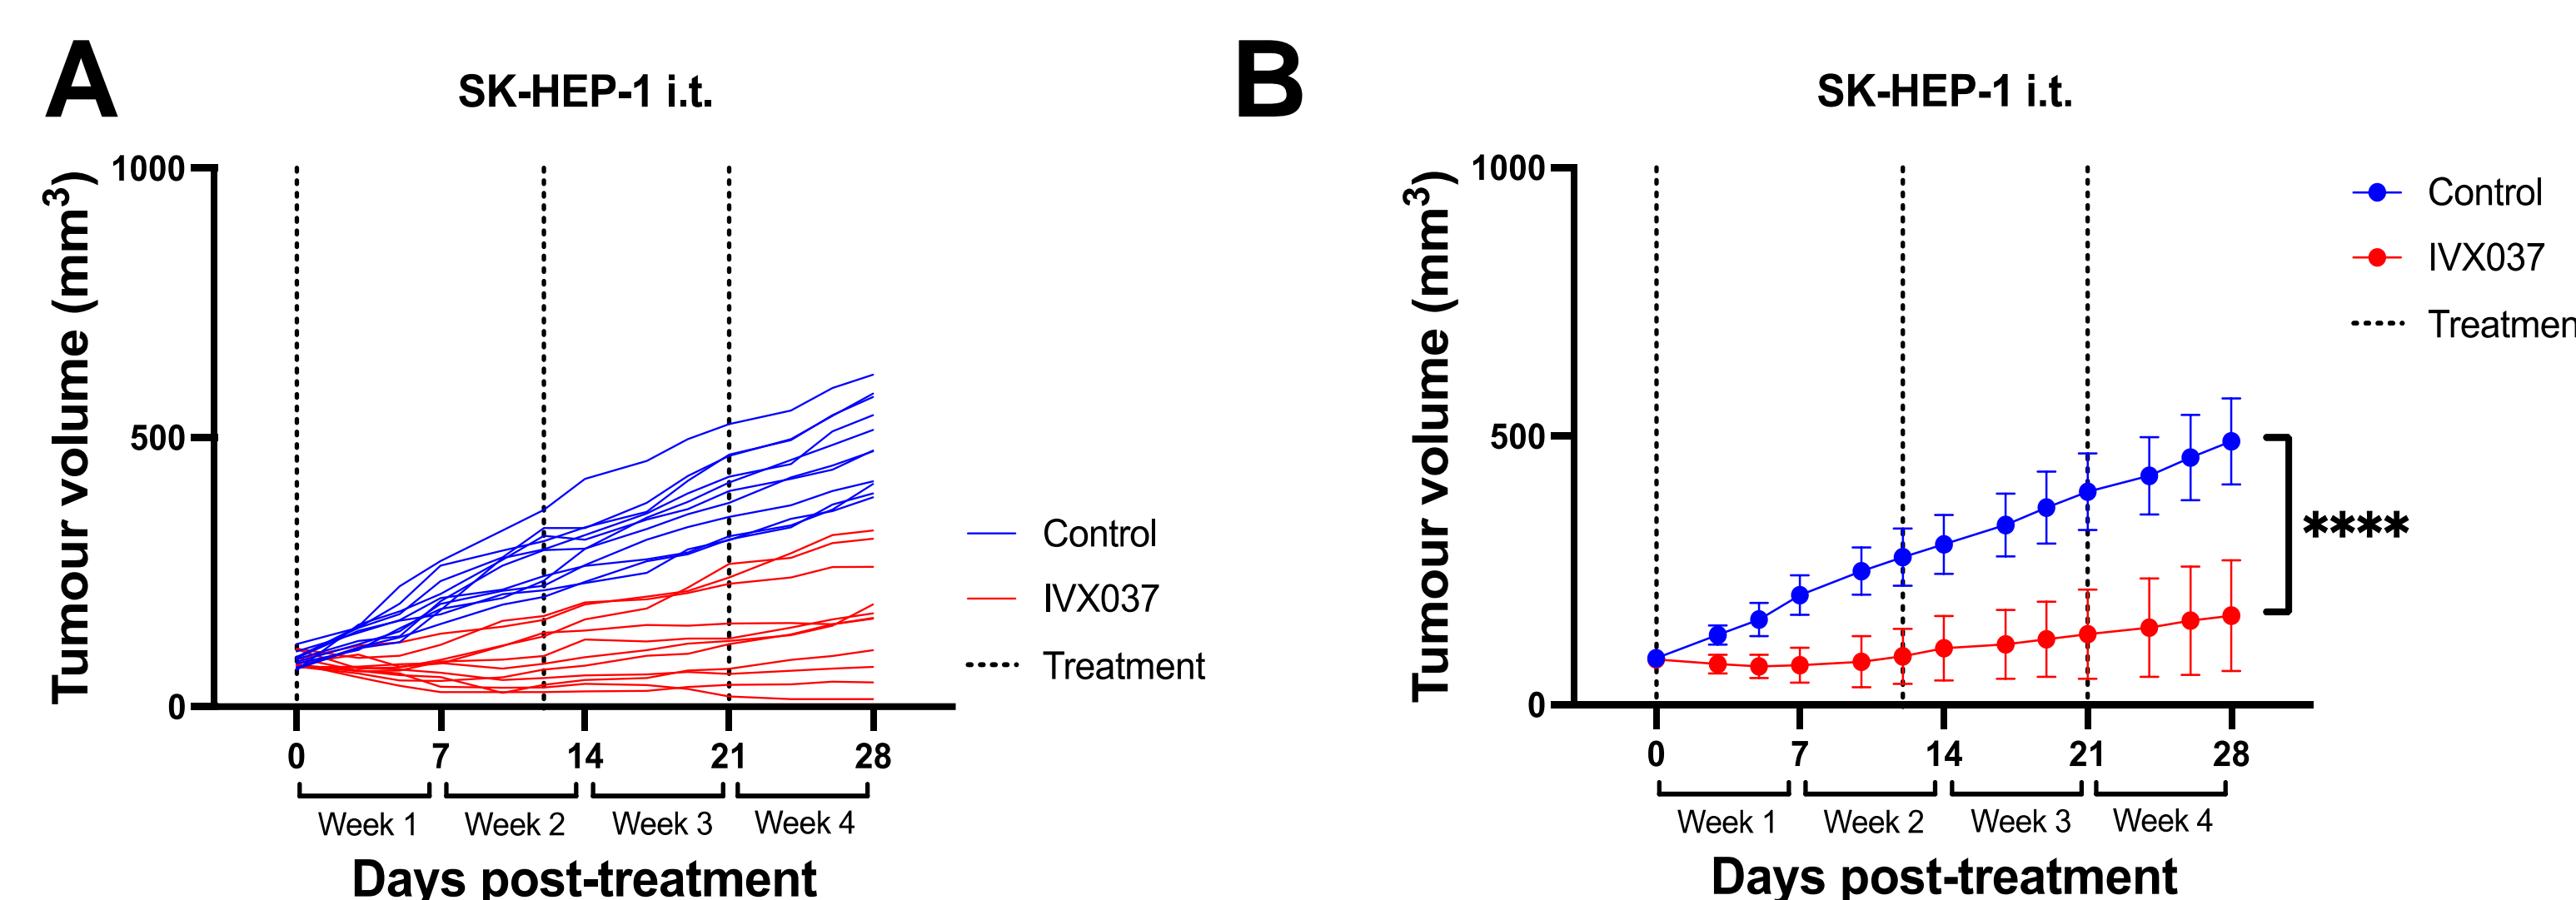 A
SK-HEP-1 i.t.
Tumour volume (mm³)
1000
500
0
0 7 14 21 28
Week 1 Week 2 Week 3 Week 4
Days post-treatment
Control
IVX037
Treatment
B
SK-HEP-1 i.t.
Tumour volume (mm³)
1000
500
0
0 7 14 21 28
Week 1 Week 2 Week 3 Week 4
Days post-treatment
Control
IVX037
Treatmen
****